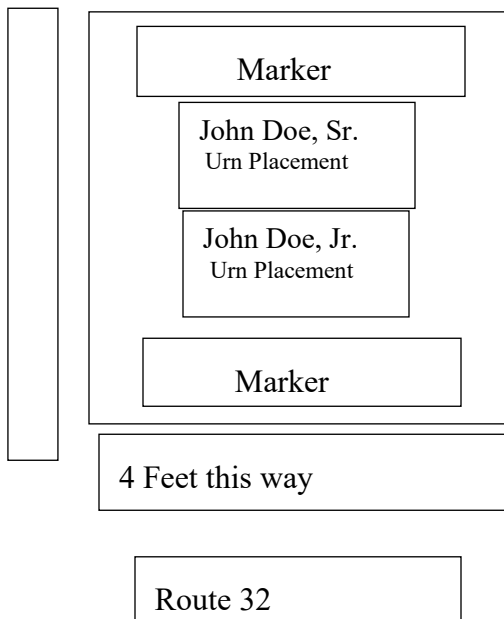 Marker
John Doe, Sr.
Urn Placement
John Doe, Jr.
Urn Placement
Marker
4 Feet this way
Route 32